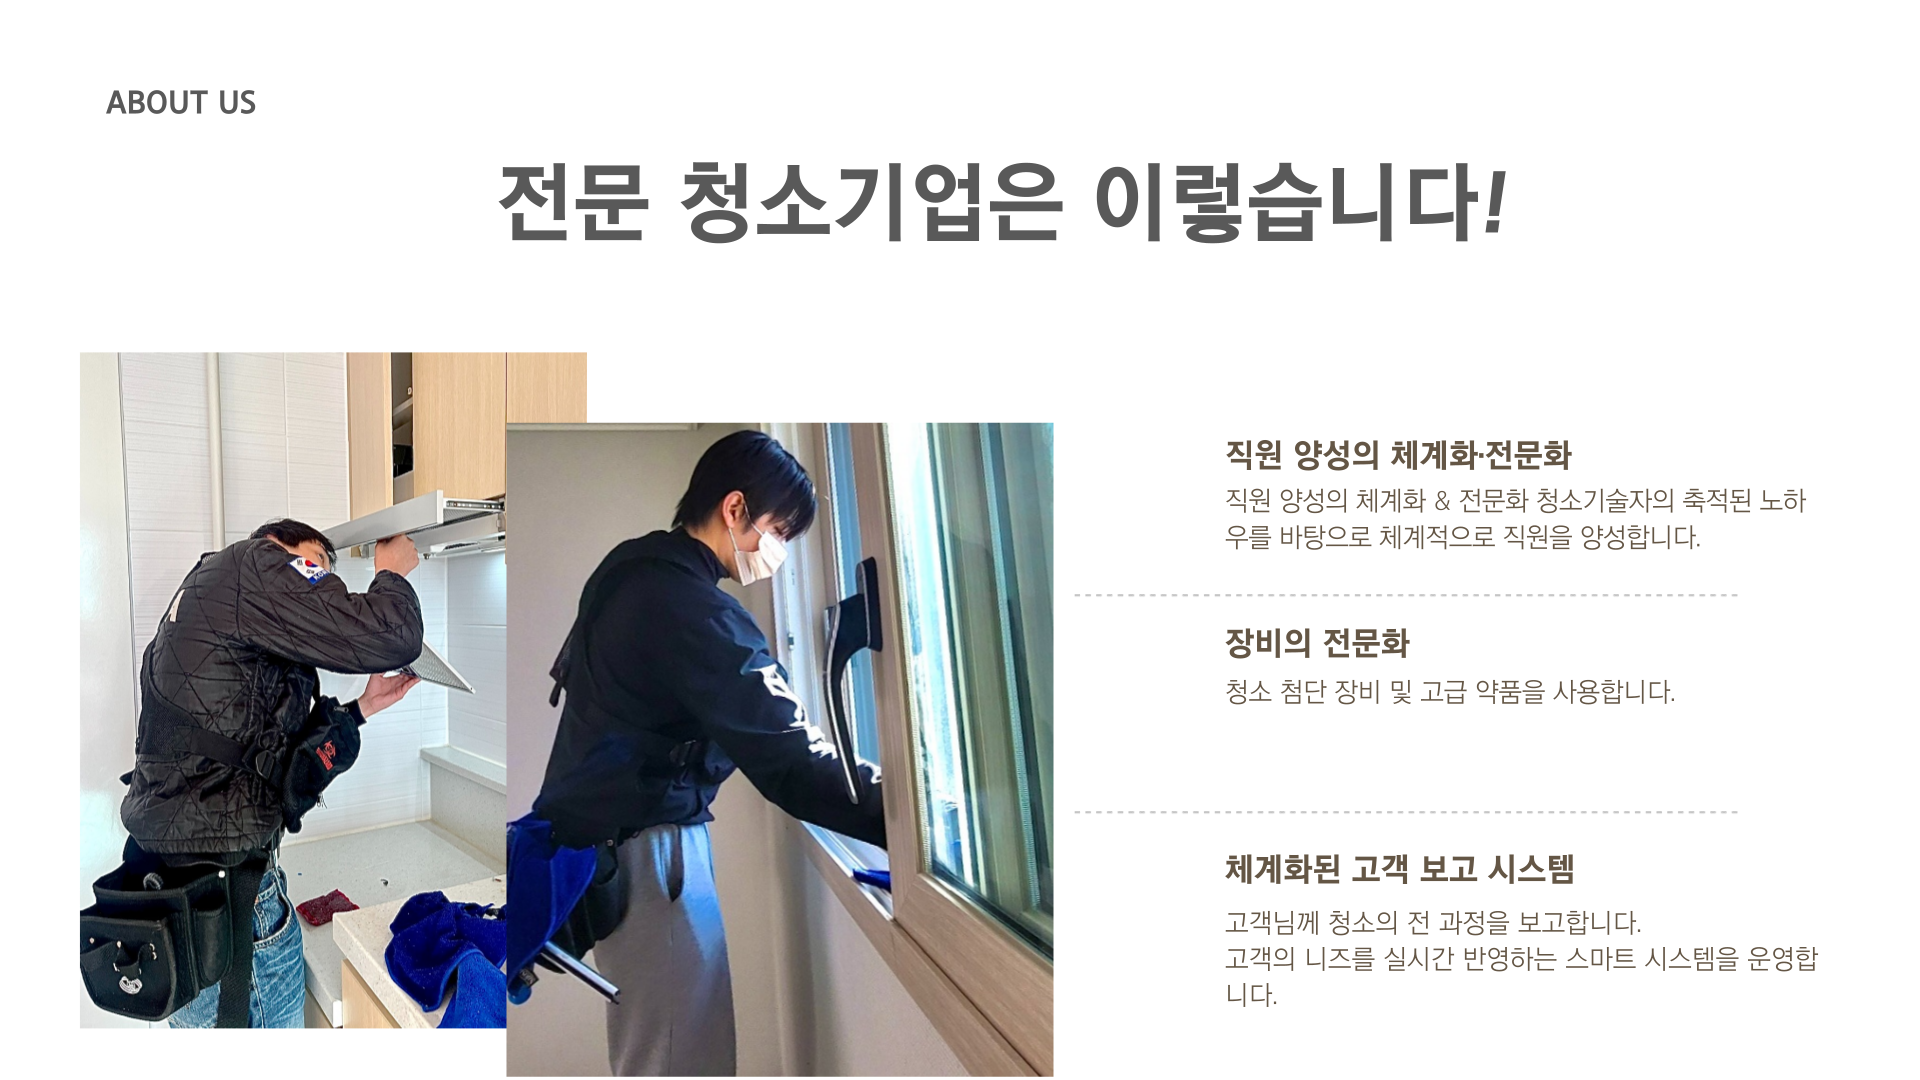 ABOUT US
전문 청소기업은 이렇습니다!
직원 양성의 체계화·전문화
직원 양성의 체계화 & 전문화 청소기술자의 축적된 노하
우를 바탕으로 체계적으로 직원을 양성합니다.
장비의 전문화
청소 첨단 장비 및 고급 약품을 사용합니다.
체계화된 고객 보고 시스템
고객님께 청소의 전 과정을 보고합니다.
고객의 니즈를 실시간 반영하는 스마트 시스템을 운영합
니다.